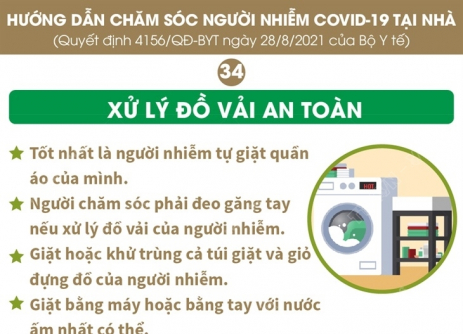 HƯỚNG DẪN CHĂM SÓC NGƯỜI NHIỄM COVID-19 TẠI NHÀ
(Quyết định 4156/QĐ-BYT ngày 28/8/2021 của Bộ Y tế)
34
XỬ LÝ ĐỒ VẢI AN TOÀN
Tốt nhất là người nhiễm tự giặt quần
áo của mình.
Người chăm sóc phải đeo găng tay
nếu xử lý đồ vải của người nhiễm.
Giặt hoặc khử trùng cả túi giặt và giỏ
đựng đồ của người nhiễm.
Giặt bằng máy hoặc bằng tay với nước
ấm nhất có thể.
HOT